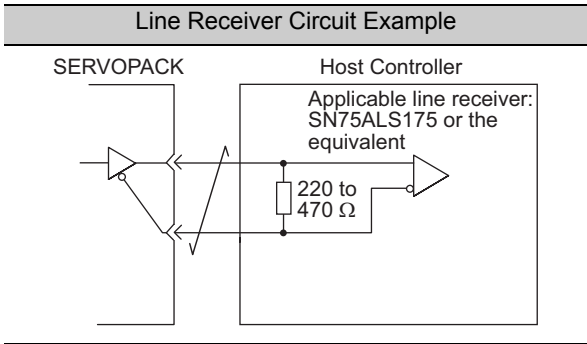 Line Receiver Circuit Example
SERVOPACK
Host Controller
Applicable line receiver:
SN75ALS175 or the
equivalent
220 to
470 Ω